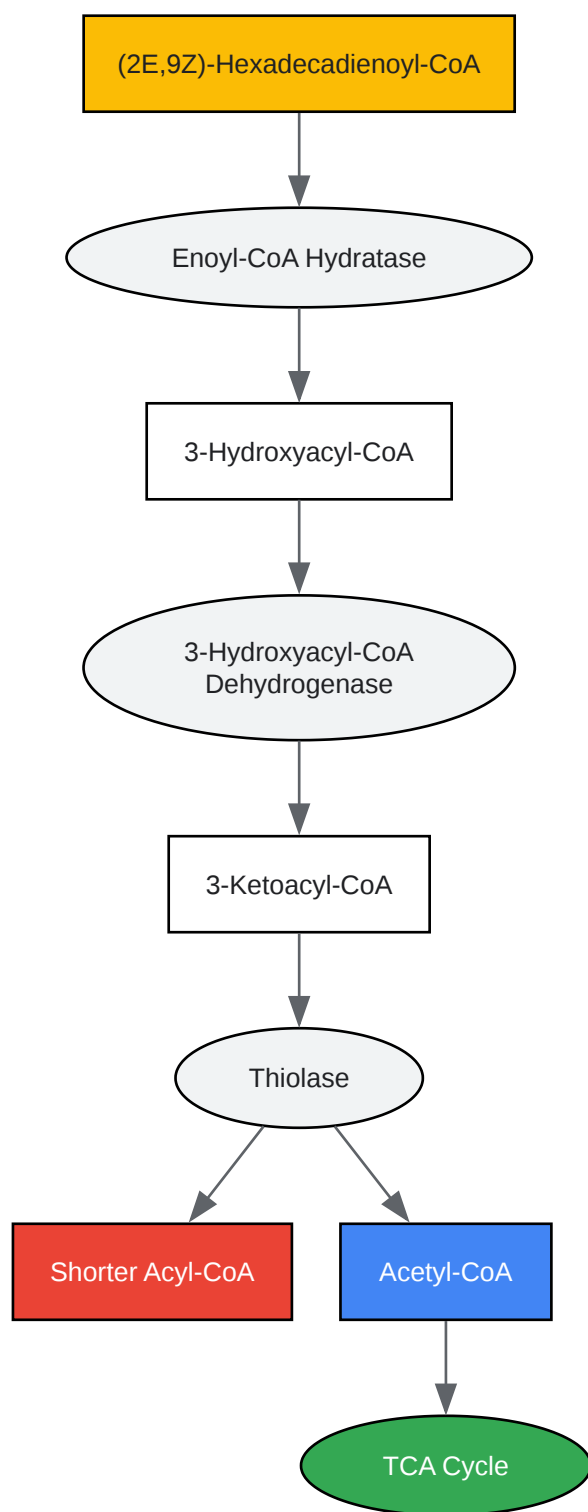 (2E,9Z)-Hexadecadienoyl-CoA
Enoyl-CoA Hydratase
3-Hydroxyacyl-CoA
3-Hydroxyacyl-CoA
Dehydrogenase
3-Ketoacyl-CoA
Thiolase
Shorter Acyl-CoA
Acetyl-CoA
TCA Cycle